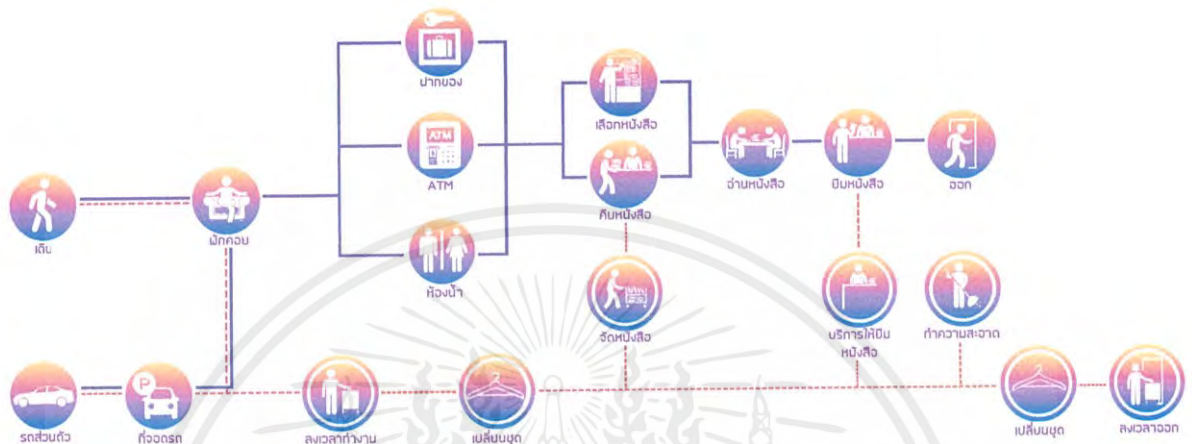 ฝากของ
ATM
ATM
ห้องน้ำ
เลือกหนังสือ
คืนหนังสือ
อ่านหนังสือ
ยืมหนังสือ
ออก
เดิน
พักคอย
จัดหนังสือ
บริการให้ยืม
หนังสือ
ทำความสะอาด
P
รถส่วนตัว
ที่จอดรถ
ลงเวลาทำงาน
เปลี่ยนชุด
เปลี่ยนชุด
ลงเวลาออก